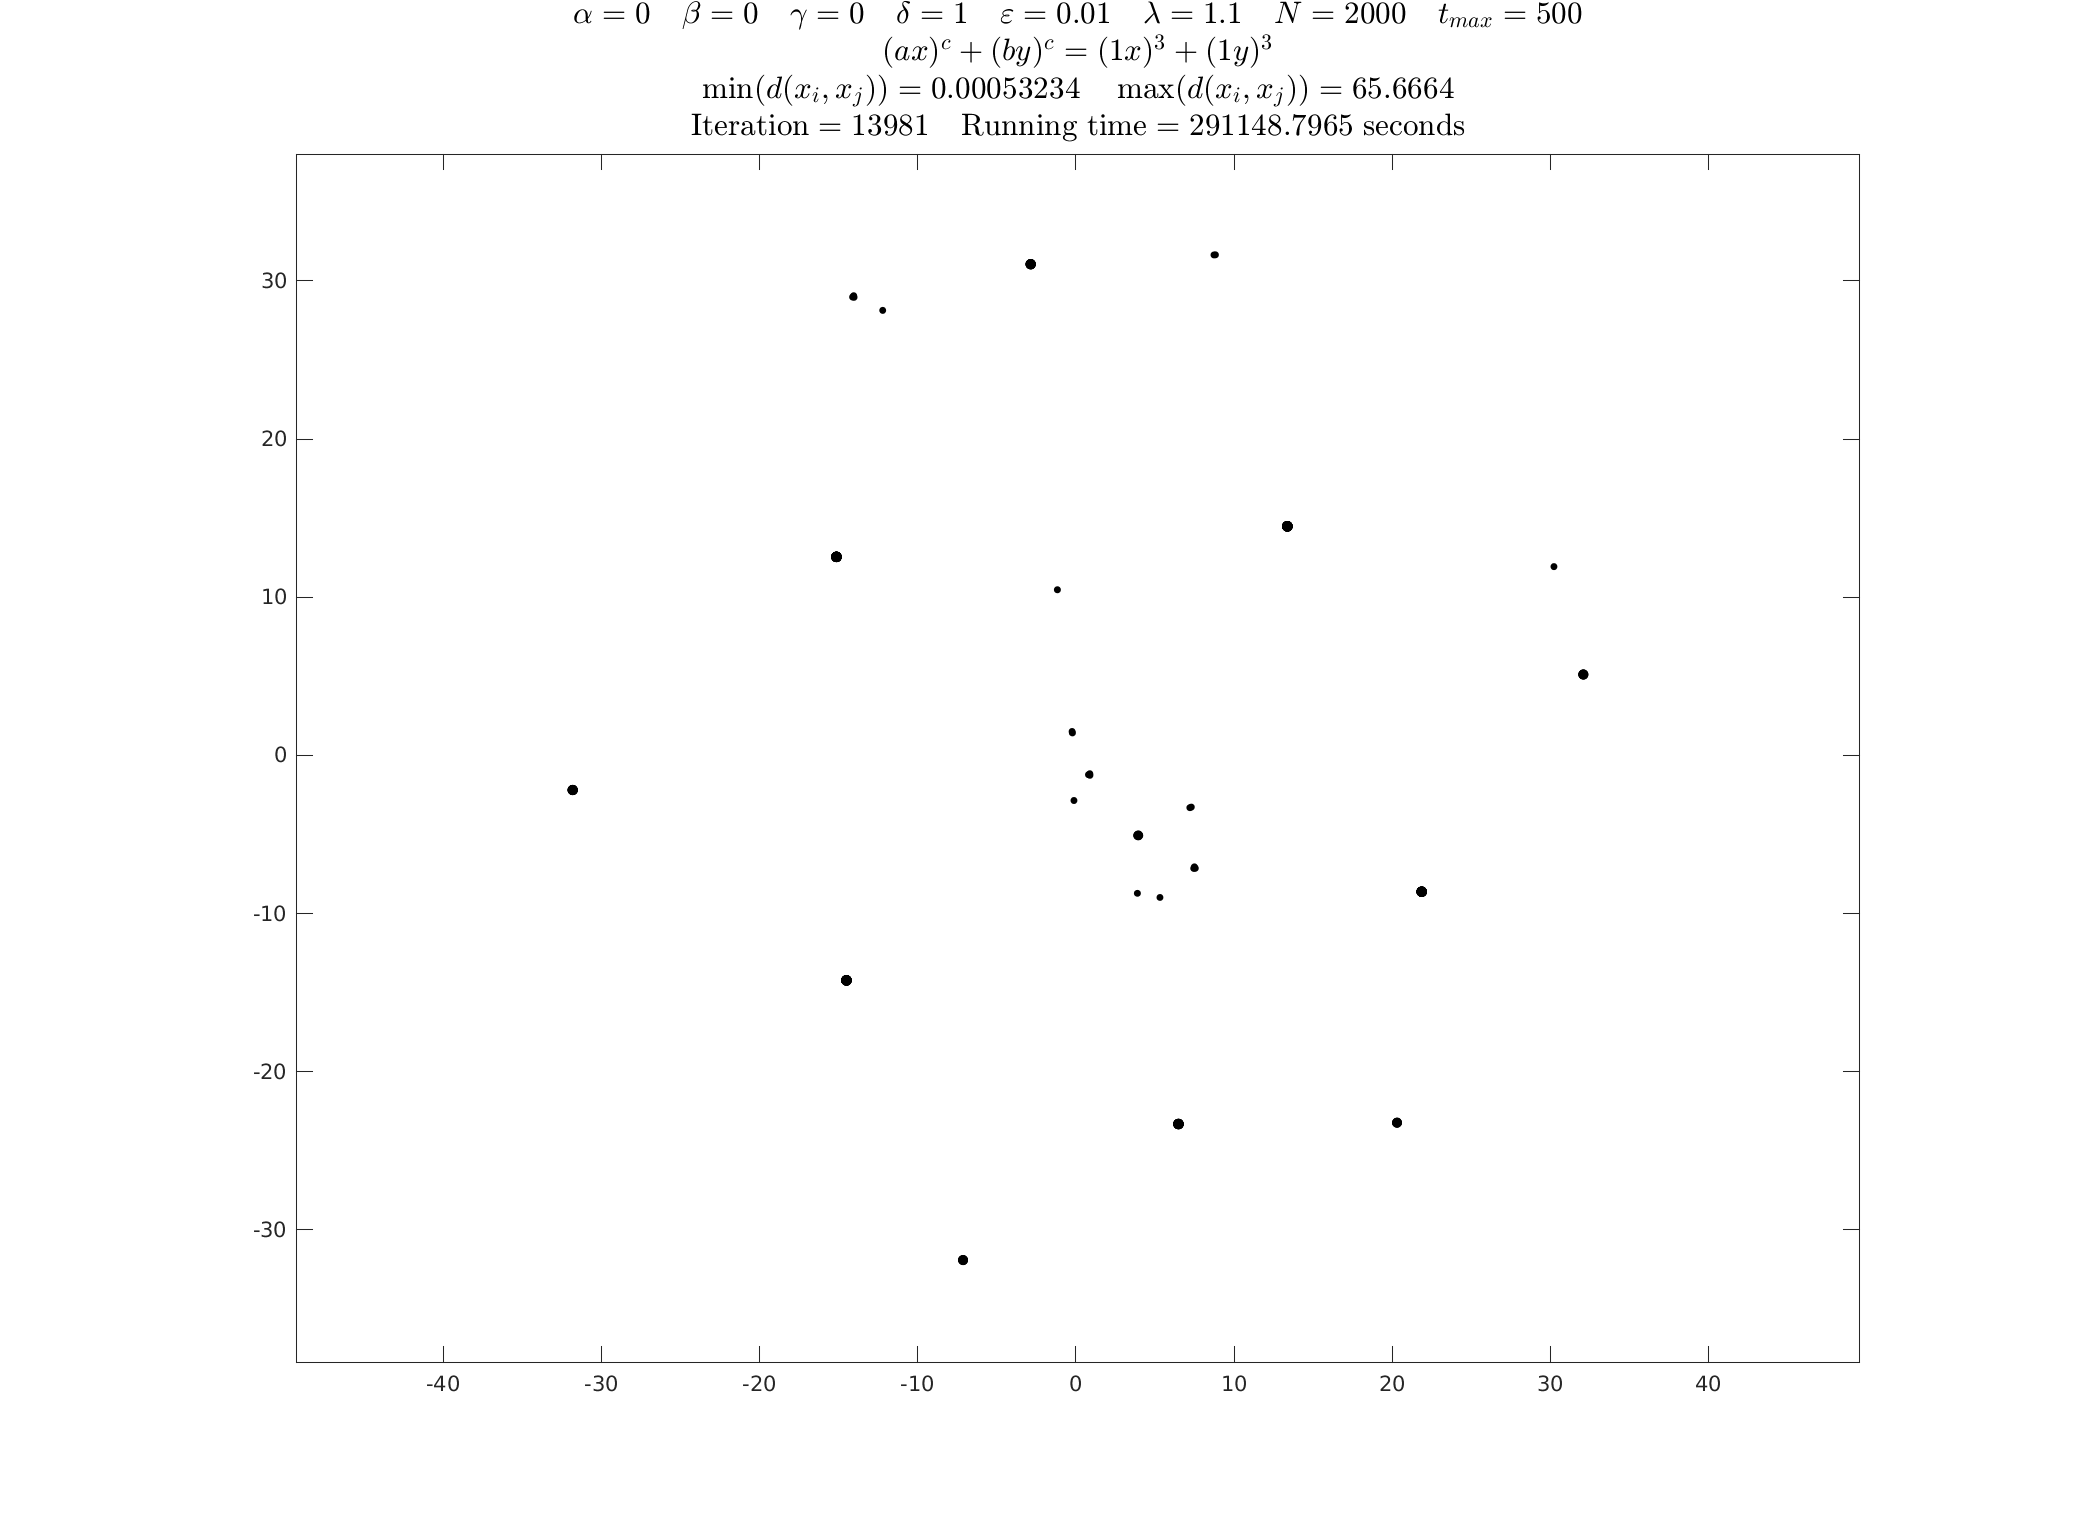 α = 0 β = 0 γ = 0 δ = 1 ε = 0.01 λ = 1.1 N = 2000 t_max = 500
(ax)^c + (by)^c = (1x)^3 + (1y)^3
min(d(x_i, x_j)) = 0.00053234 max(d(x_i, x_j)) = 65.6664
Iteration = 13981 Running time = 291148.7965 seconds
30
20
10
0
-10
-20
-30
-40 -30 -20 -10 0 10 20 30 40